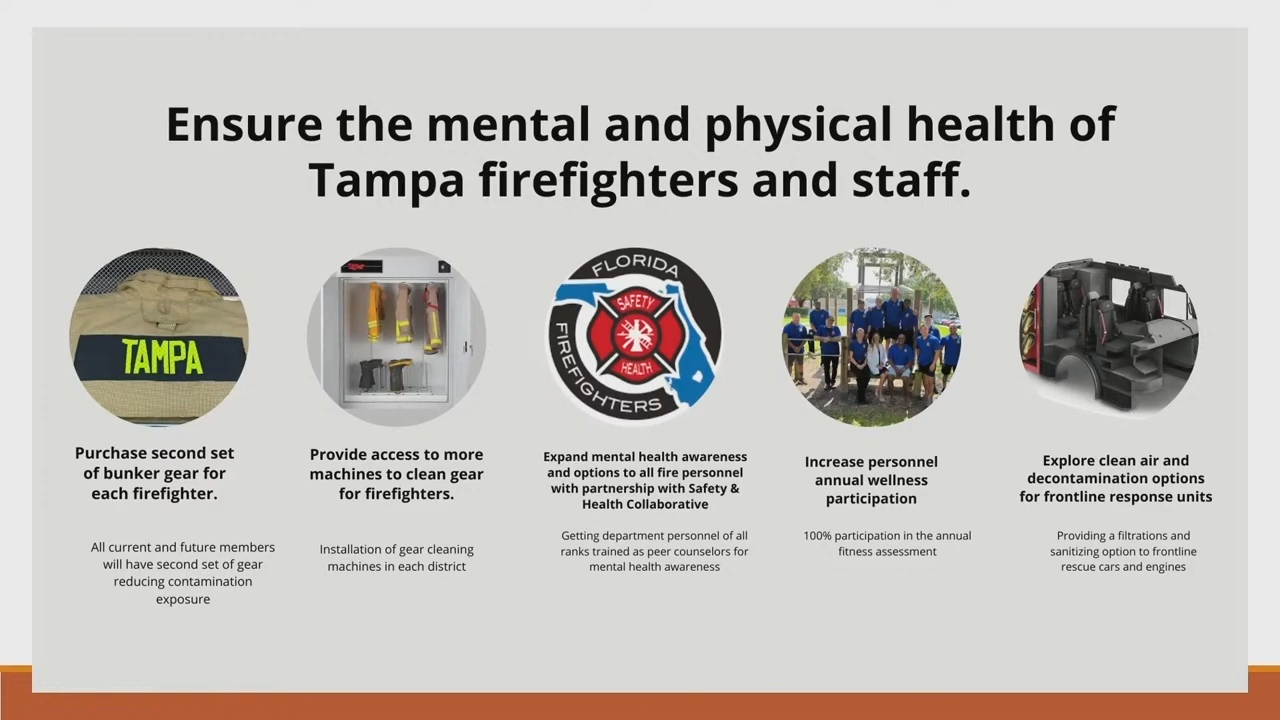 Ensure the mental and physical health of
Tampa firefighters and staff.
TAMPA
FLORIDA
SAFETY
HEALTH
FIREFIGHTERS
Purchase second set
of bunker gear for
each firefighter.
All current and future members
will have second set of gear
reducing contamination
exposure
Provide access to more
machines to clean gear
for firefighters.
Installation of gear cleaning
machines in each district
Expand mental health awareness
and options to all fire personnel
with partnership with Safety &
Health Collaborative
Getting department personnel of all
ranks trained as peer counselors for
mental health awareness
Increase personnel
annual wellness
participation
100% participation in the annual
fitness assessment
Explore clean air and
decontamination options
for frontline response units
Providing a filtrations and
sanitizing option to frontline
rescue cars and engines